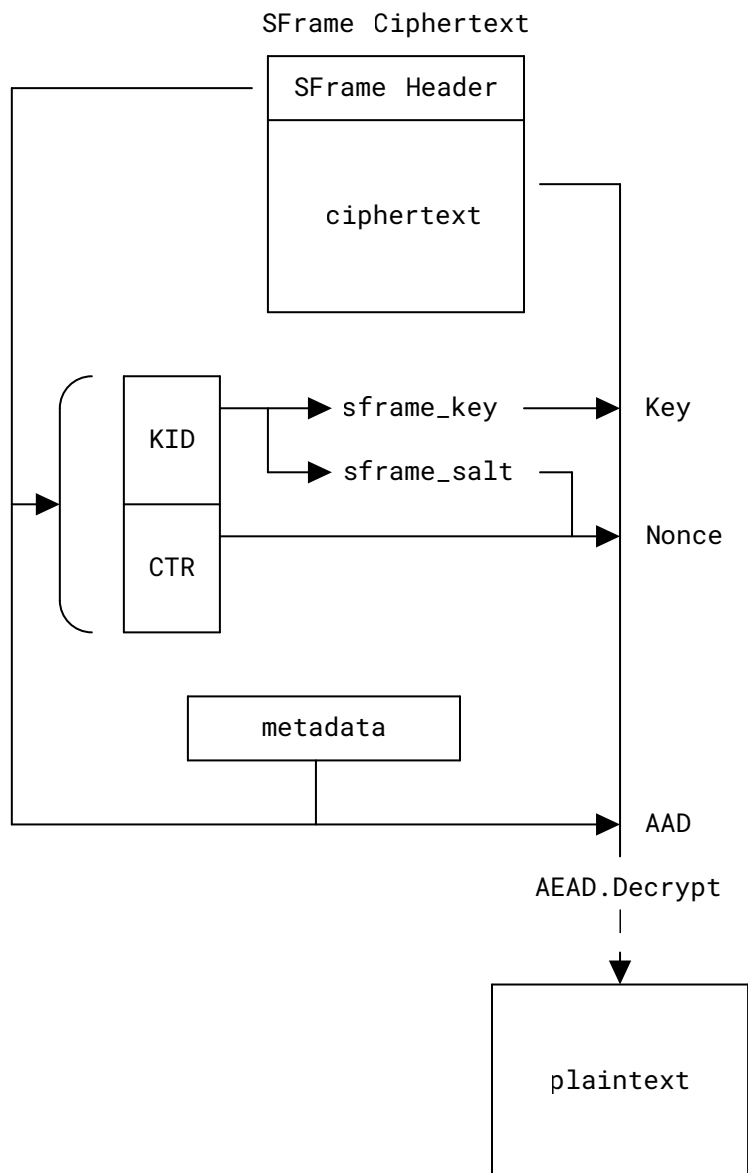 SFrame Ciphertext
SFrame Header
ciphertext
KID
sframe_key
Key
sframe_salt
CTR
Nonce
metadata
AAD
AEAD.Decrypt
plaintext